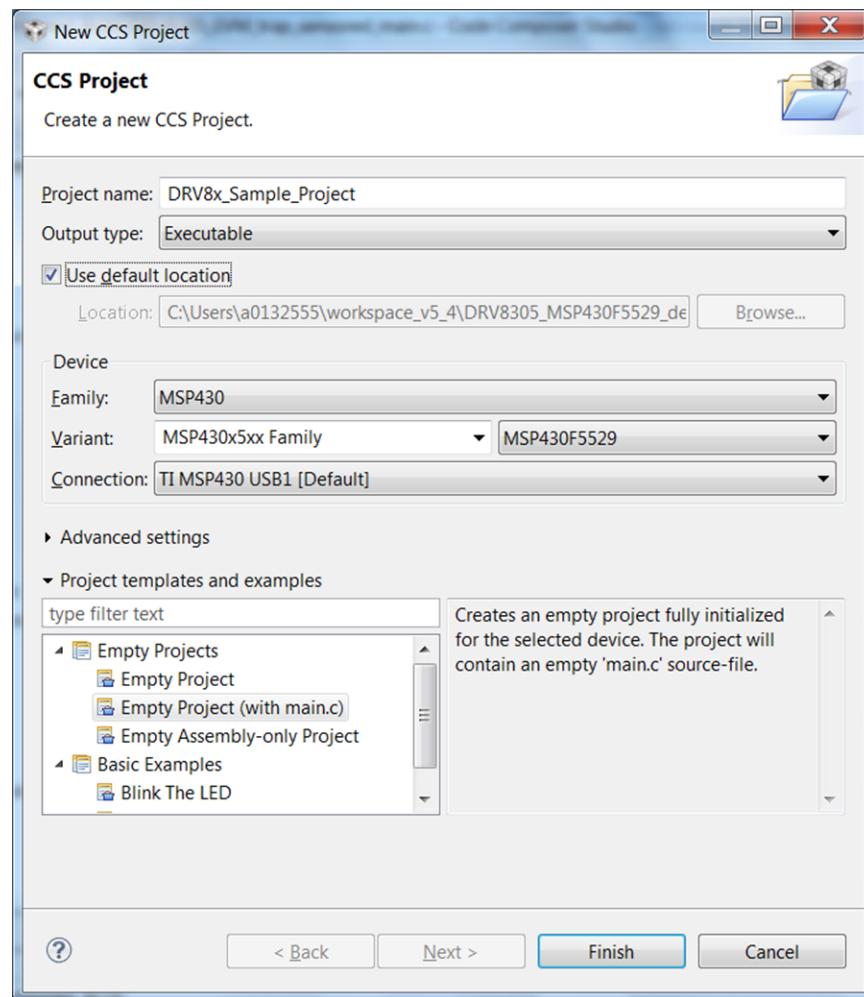 New CCS Project
CCS Project
Create a new CCS Project.
Project name: DRV8x_Sample_Project
Output type: Executable
Use default location
Location: C:\Users\a0132555\workspace_v5_4\DRV8305_MSP430F5529_de Browse...
Device
Family: MSP430
Variant: MSP430x5xx Family MSP430F5529
Connection: TI MSP430 USB1 [Default]
Advanced settings
Project templates and examples
type filter text
Empty Projects
Empty Project
Empty Project (with main.c)
Empty Assembly-only Project
Basic Examples
Blink The LED
Creates an empty project fully initialized
for the selected device. The project will
contain an empty 'main.c' source-file.
? < Back Next > Finish Cancel